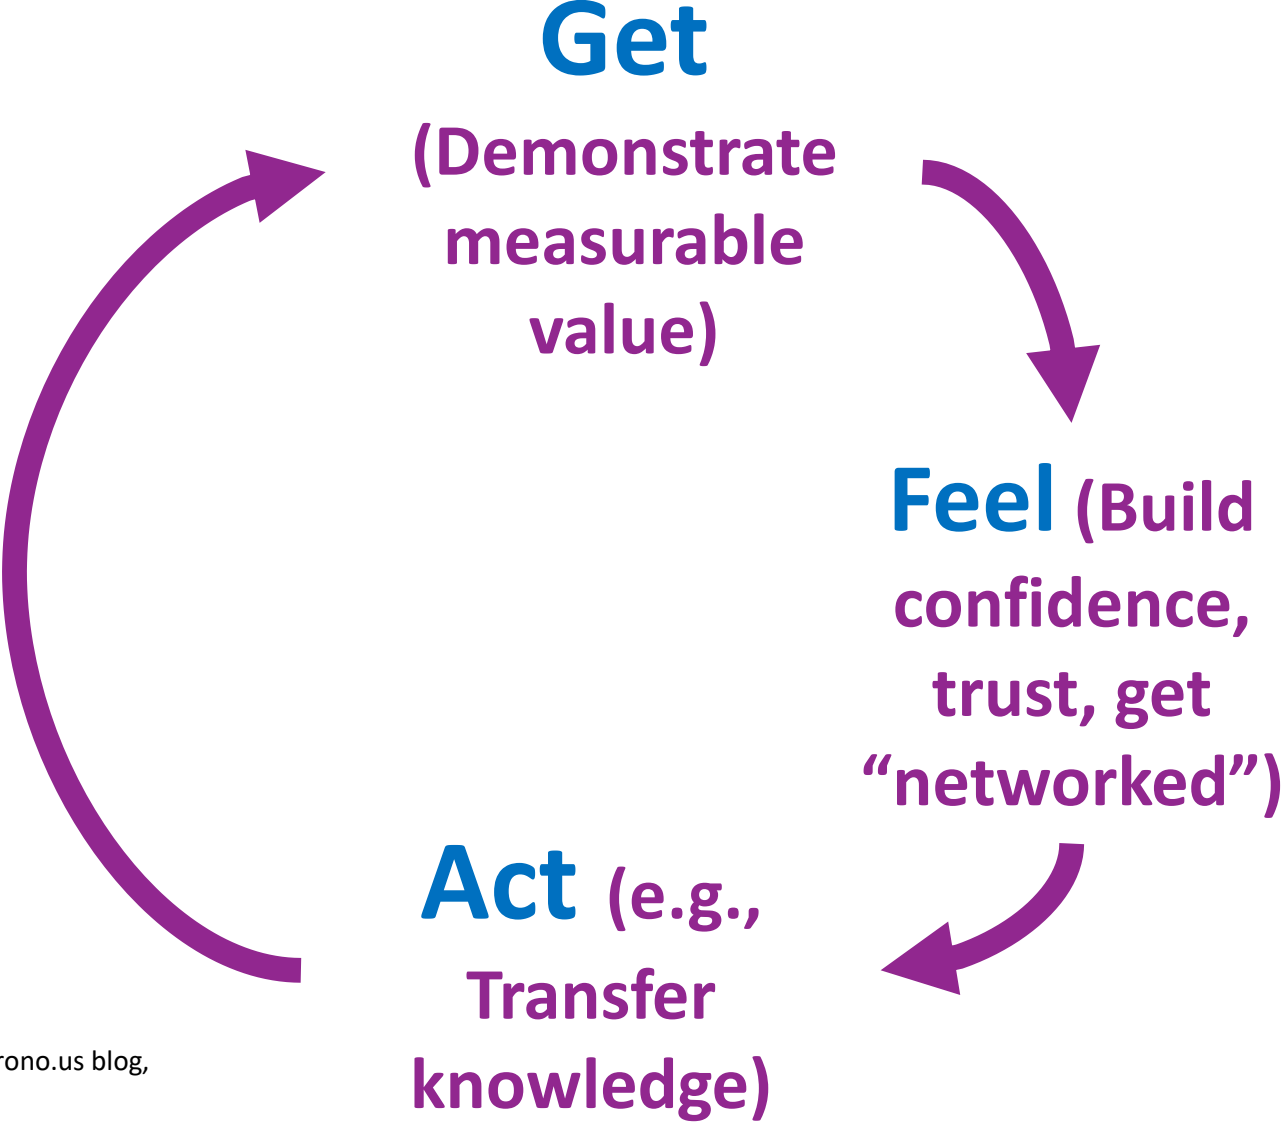 Get
(Demonstrate
measurable
value)
Feel (Build
confidence,
trust, get
“networked”)
Act (e.g.,
Transfer
knowledge)
rono.us blog,